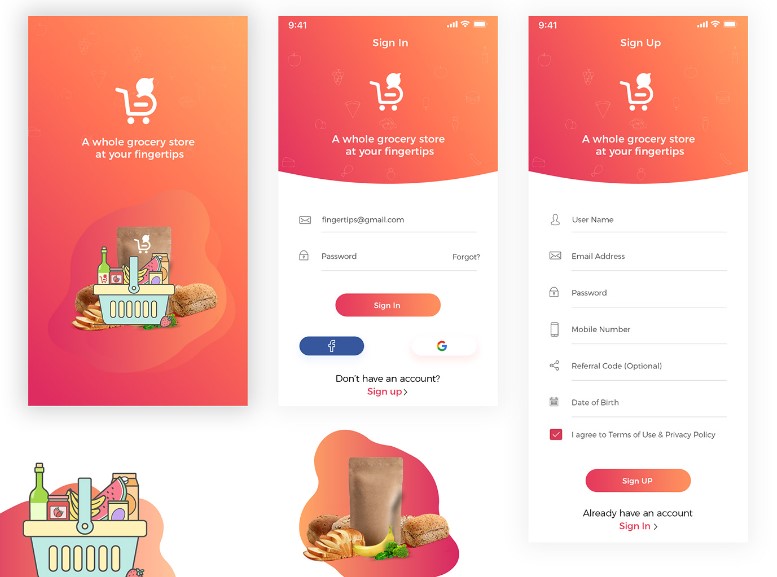 A whole grocery store
at your fingertips
9:41
Sign In
A whole grocery store
at your fingertips
fingertips@gmail.com
Password
Forgot?
Sign In
Don't have an account?
Sign up
9:41
Sign Up
A whole grocery store
at your fingertips
User Name
Email Address
Password
Mobile Number
Referral Code (Optional)
Date of Birth
I agree to Terms of Use & Privacy Policy
Sign UP
Already have an account
Sign In